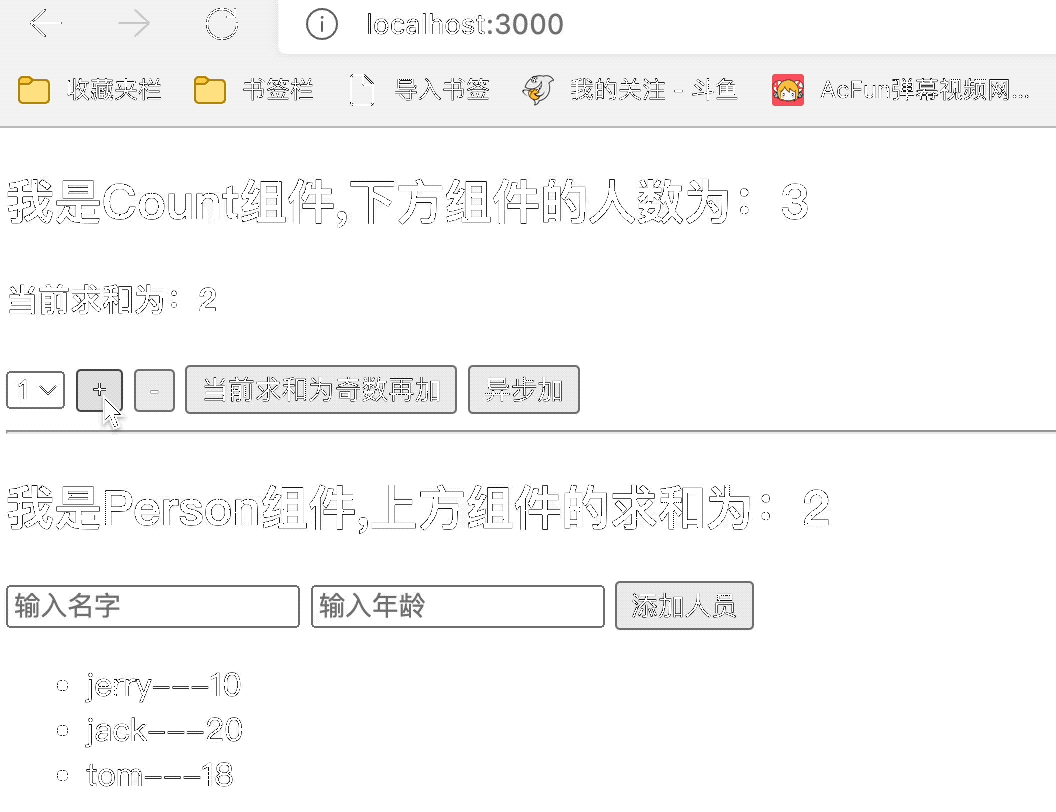 localhost:3000
收藏夹栏 书签栏 导入书签 我的关注 - 斗鱼 AcFun弹幕视频网...
我是Count组件,下方组件的人数为：3
当前求和为：2
1 + - 当前求和为奇数再加 异步加
我是Person组件,上方组件的求和为：2
输入名字 输入年龄 添加人员
jerry---10
jack---20
tom---18